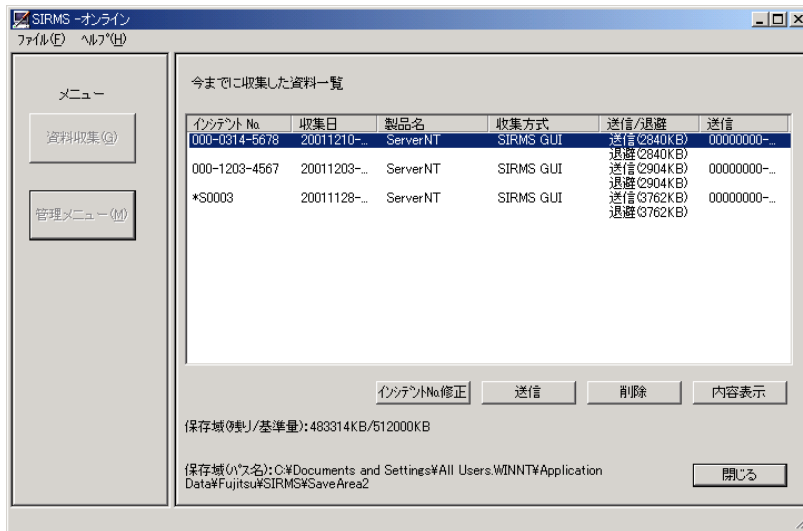 SIRMS -オンライン
ﾌｧｲﾙ(F) ﾍﾙﾌﾟ(H)
メニュー
資料収集(G)
管理メニュー(M)
今までに収集した資料一覧
ｲﾝｼﾃﾞﾝﾄ No. 収集日 製品名 収集方式 送信/退避 送信
000-0314-5678 20011210-... ServerNT SIRMS GUI 送信(2840KB) 00000000-...
退避(2840KB)
000-1203-4567 20011203-... ServerNT SIRMS GUI 送信(2904KB) 00000000-...
退避(2904KB)
*S0003 20011128-... ServerNT SIRMS GUI 送信(3762KB) 00000000-...
退避(3762KB)
ｲﾝｼﾃﾞﾝﾄNo.修正 送信 削除 内容表示
保存域(残り/基準量):483314KB/512000KB
保存域(ﾊﾟｽ名):C:¥Documents and Settings¥All Users.WINNT¥Application
Data¥Fujitsu¥SIRMS¥SaveArea2
閉じる